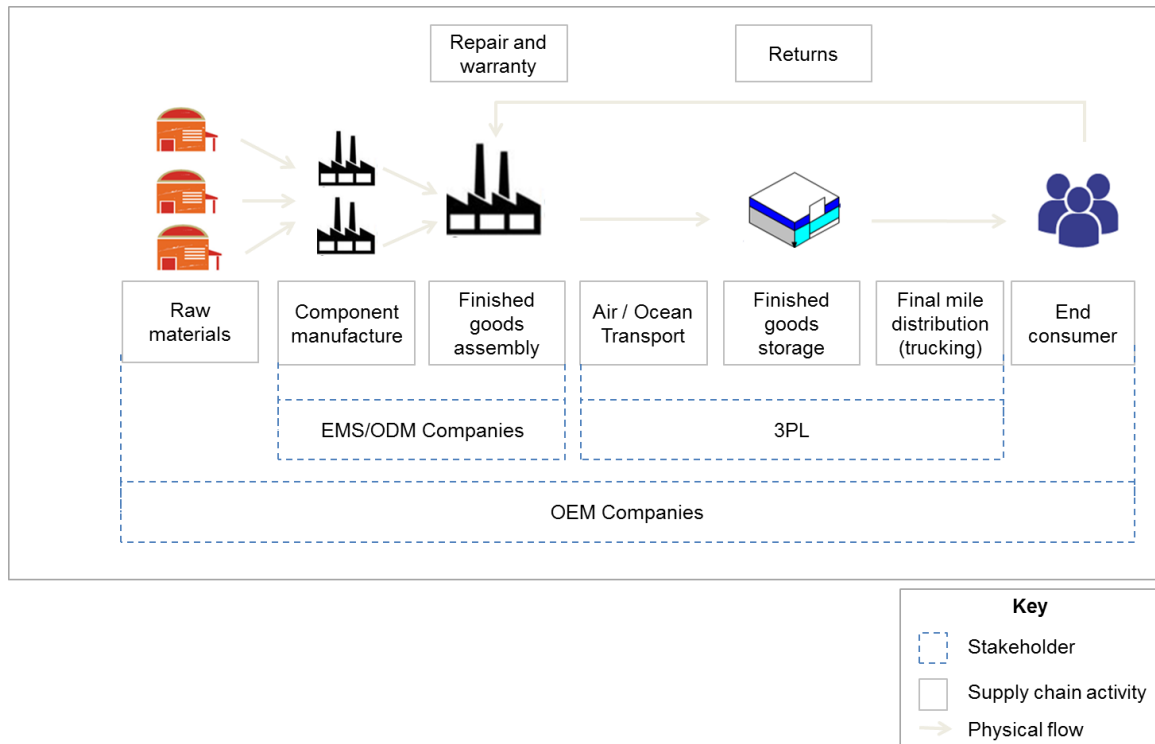 Repair and
warranty
Returns
Raw
materials
Component
manufacture
Finished
goods
assembly
Air / Ocean
Transport
Finished
goods
storage
Final mile
distribution
(trucking)
End
consumer
EMS/ODM Companies
3PL
OEM Companies
Key
Stakeholder
Supply chain activity
Physical flow